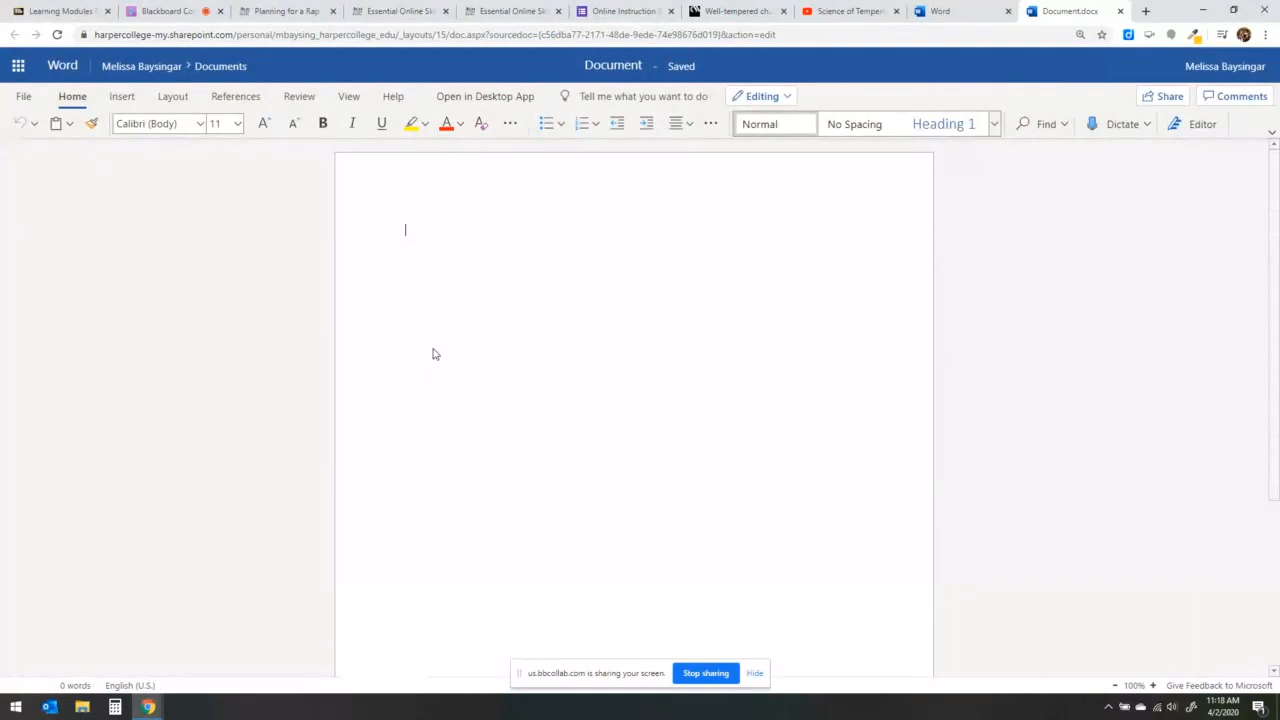 Learning Modules
Blackboard Co
Planning for a Rap
Essential Online Ski
Essential Online Ski
Online Instruction
Well-tempered ch
Science of Temper
Word
Document.docx
harpercollege-my.sharepoint.com/personal/mbaysing_harpercollege_edu/_layouts/15/doc.aspx?sourcedoc={c56dba77-2171-48de-9ede-74e98676d019}&action=edit
Word Melissa Baysingar > Documents Document - Saved Melissa Baysingar
File Home Insert Layout References Review View Help Open in Desktop App Tell me what you want to do Editing Share Comments
Calibri (Body) 11 B I U A Normal No Spacing Heading 1 Find Dictate Editor
us.bbcollab.com is sharing your screen. Stop sharing Hide
0 words English (U.S.) 100% Give Feedback to Microsoft
11:18 AM
4/2/2020